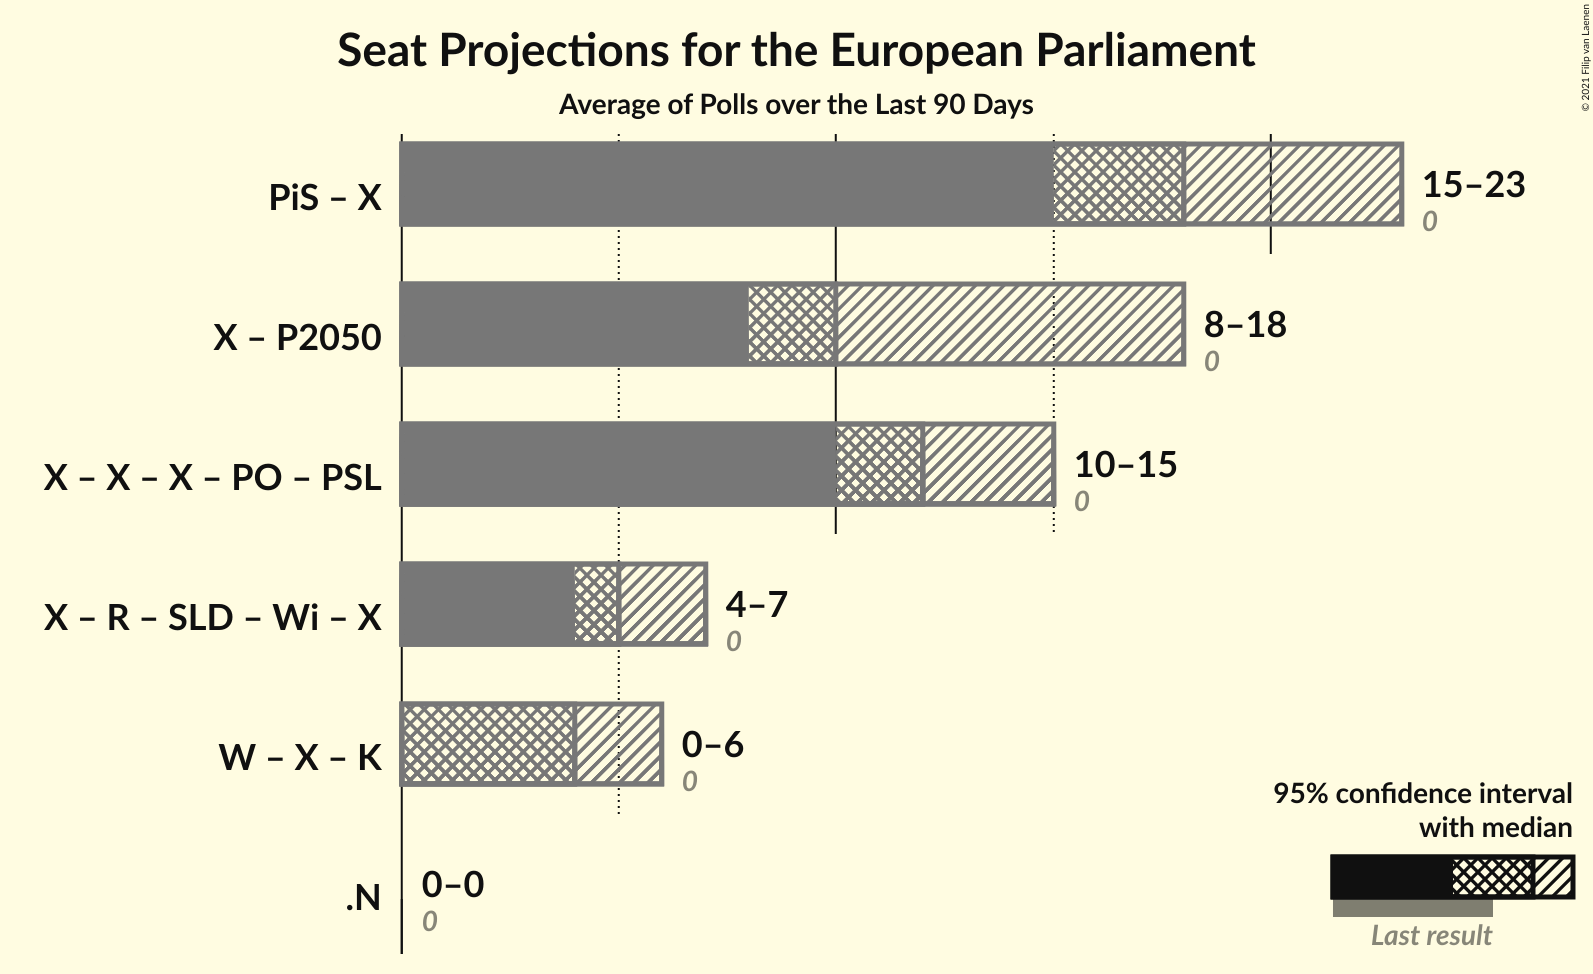 Seat Projections for the European Parliament
Average of Polls over the Last 90 Days
© 2021 Filip van Laenen
PiS – X
15–23
0
X – P2050
8–18
0
X – X – X – PO – PSL
10–15
0
X – R – SLD – Wi – X
4–7
0
W – X – K
0–6
0
.N
0–0
0
95% confidence interval
with median
Last result